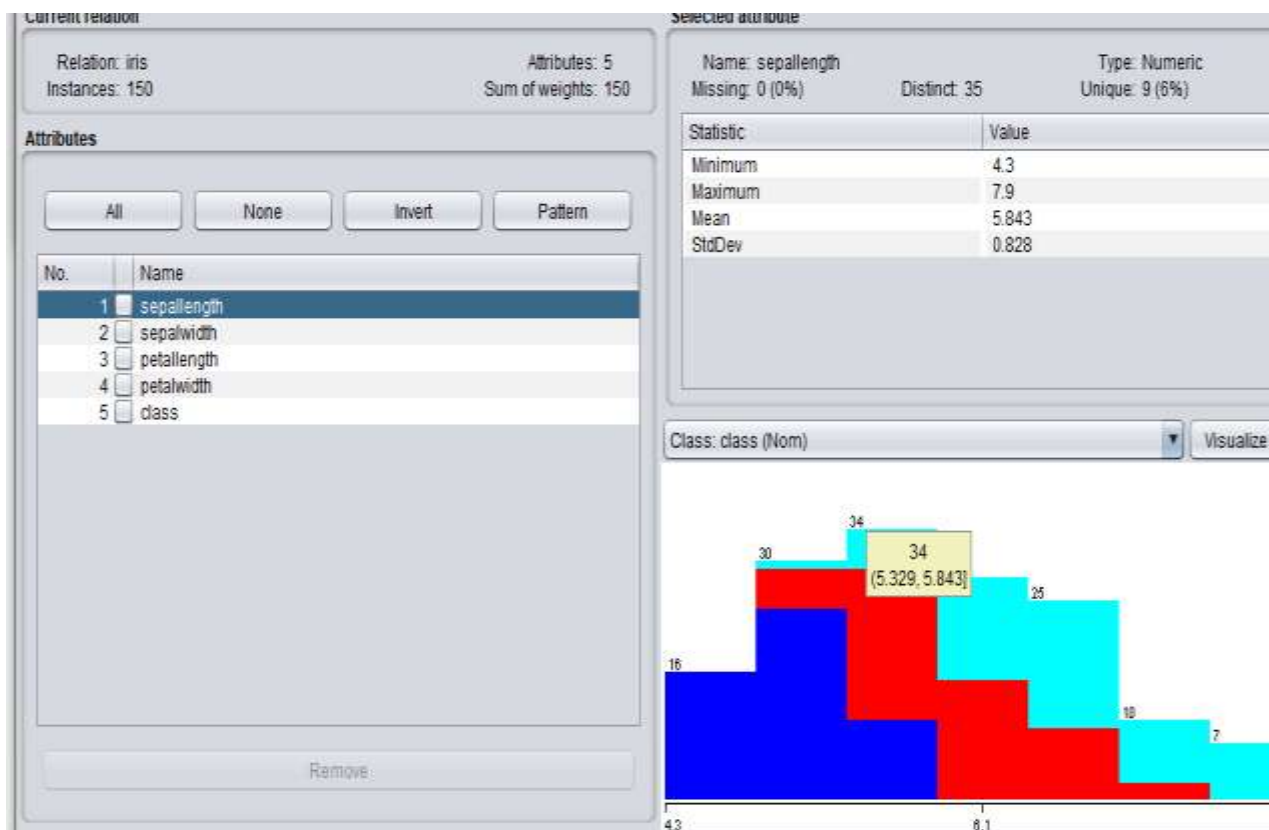 Current relation
Relation: iris
Attributes: 5
Instances: 150
Sum of weights: 150
Attributes
All
None
Invert
Pattern
No.
Name
1 sepallength
2 sepalwidth
3 petallength
4 petalwidth
5 class
Remove
Selected attribute
Name: sepallength
Type: Numeric
Missing: 0 (0%)
Distinct: 35
Unique: 9 (6%)
Statistic
Value
Minimum
4.3
Maximum
7.9
Mean
5.843
StdDev
0.828
Class: class (Nom)
Visualize
34
30
34
(5.329, 5.843]
25
16
10
7
4.3
6.1